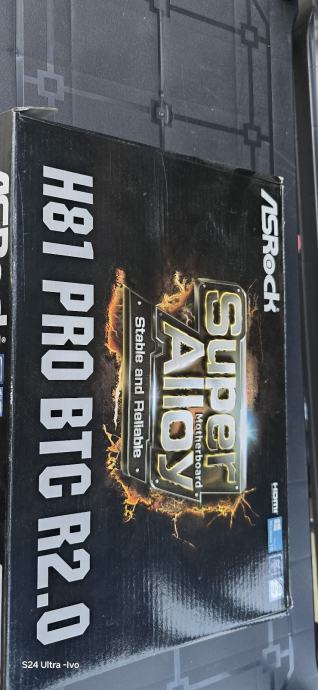 ASRock
Super
Alloy
Motherboard
Stable and Reliable
H81 PRO BTC R2.0
HDMI
S24 Ultra -Ivo